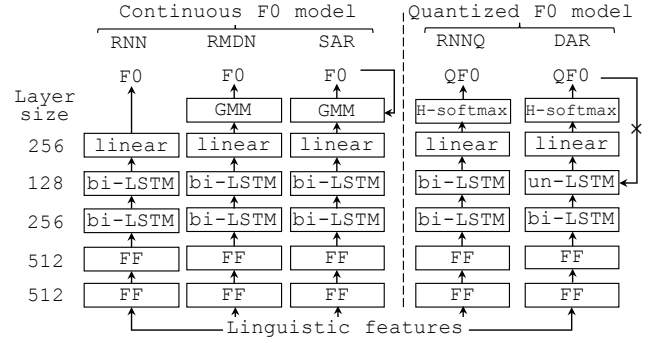 Continuous F0 model Quantized F0 model
RNN RMDN SAR RNNQ DAR
F0 F0 F0 QF0 QF0
Layer
size
GMM GMM H-softmax H-softmax
256 linear linear linear linear linear
128 bi-LSTM bi-LSTM bi-LSTM bi-LSTM un-LSTM
256 bi-LSTM bi-LSTM bi-LSTM bi-LSTM bi-LSTM
512 FF FF FF FF FF
512 FF FF FF FF FF
Linguistic features